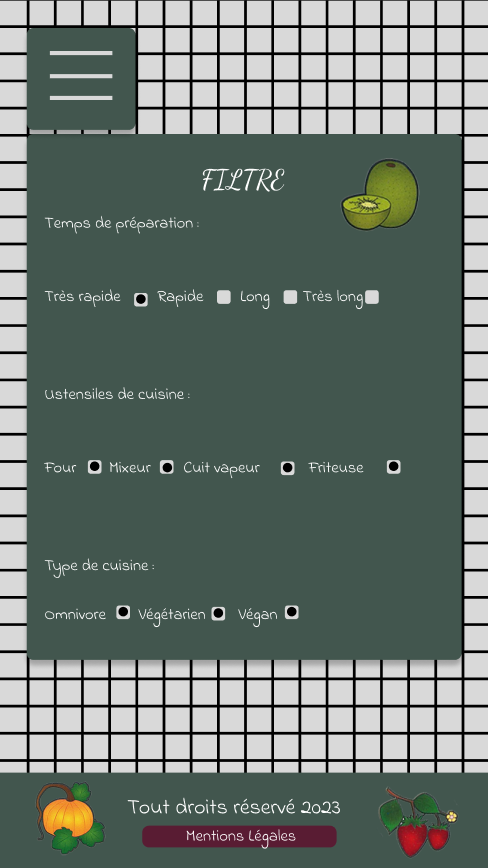 FILTRE
Temps de préparation :
Très rapide Rapide Long Très long
Ustensiles de cuisine :
Four Mixeur Cuit vapeur Friteuse
Type de cuisine :
Omnivore Végétarien Végan
Tout droits réservé 2023
Mentions Légales